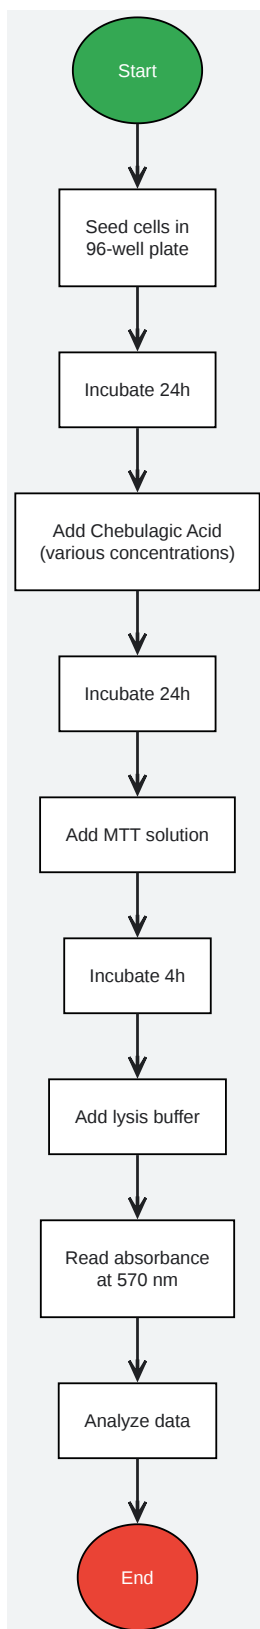 Start
Seed cells in
96-well plate
Incubate 24h
Add Chebulagic Acid
(various concentrations)
Incubate 24h
Add MTT solution
Incubate 4h
Add lysis buffer
Read absorbance
at 570 nm
Analyze data
End